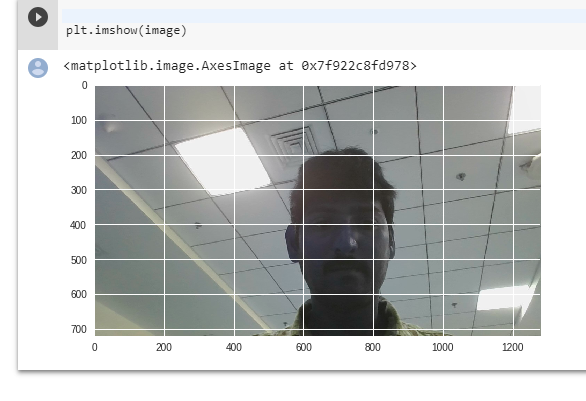 plt.imshow(image)
<matplotlib.image.AxesImage at 0x7f922c8fd978>
0
100
200
300
400
500
600
700
0 200 400 600 800 1000 1200